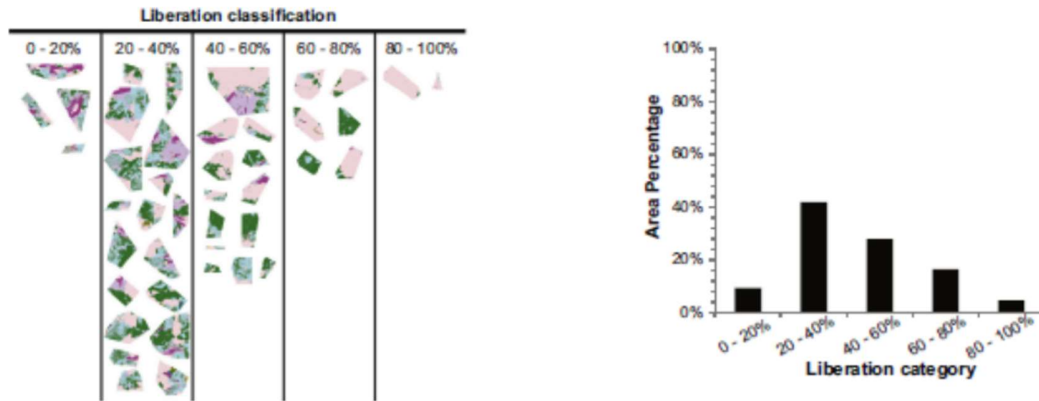 Liberation classification
0 - 20% 20 - 40% 40 - 60% 60 - 80% 80 - 100%
100%
80%
60%
40%
20%
0%
Area Percentage
0 - 20% 20 - 40% 40 - 60% 60 - 80% 80 - 100%
Liberation category